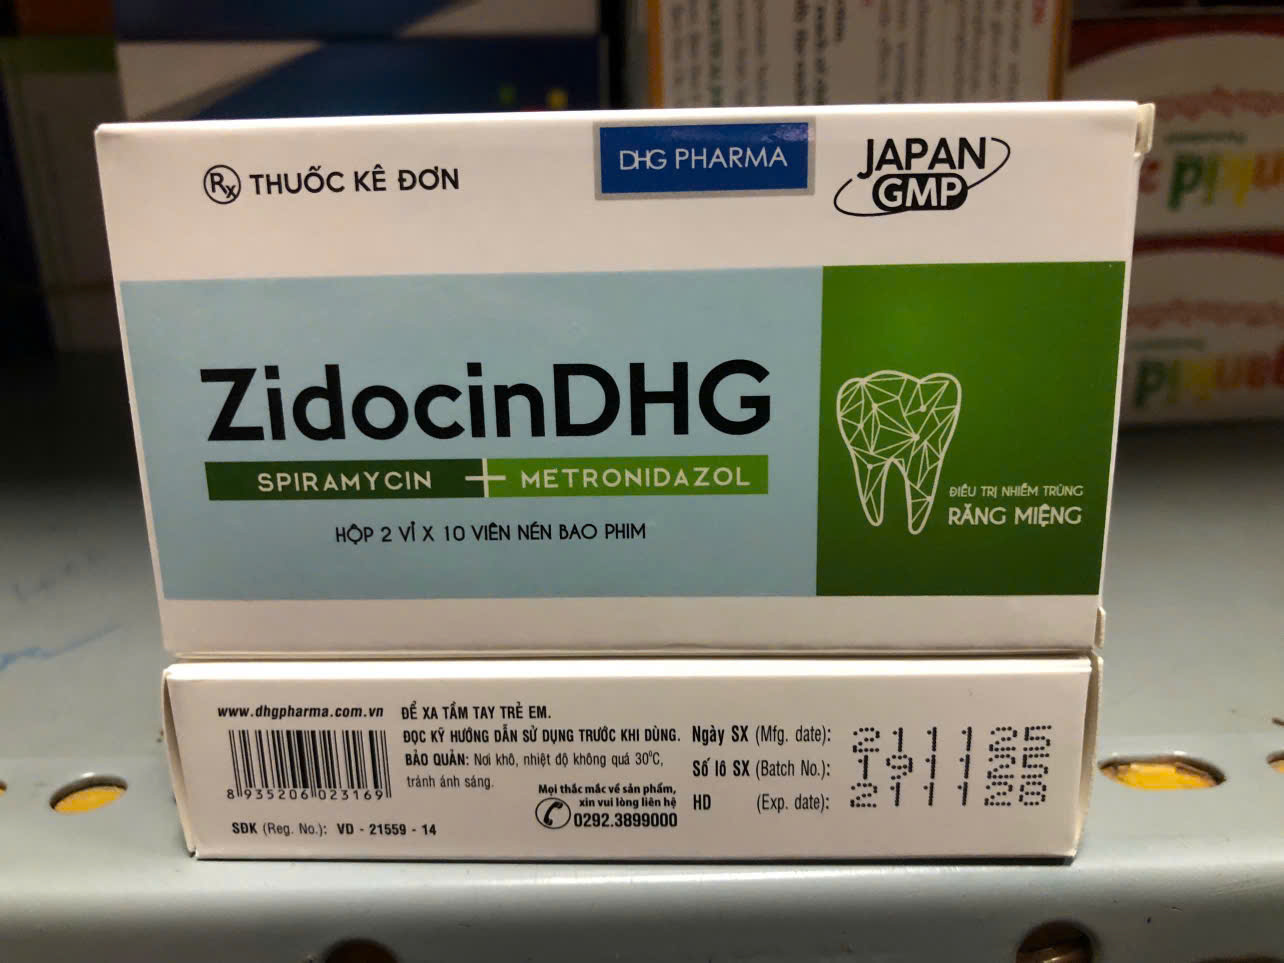 Rx THUỐC KÊ ĐƠN
DHG PHARMA
JAPAN
GMP
ZidocinDHG
SPIRAMYCIN + METRONIDAZOL
HỘP 2 VỈ X 10 VIÊN NÉN BAO PHIM
ĐIỀU TRỊ NHIỄM TRÙNG
RĂNG MIỆNG
www.dhgpharma.com.vn
8 935206 023169
SĐK (Reg. No.): VD - 21559 - 14
ĐỂ XA TẦM TAY TRẺ EM.
ĐỌC KỸ HƯỚNG DẪN SỬ DỤNG TRƯỚC KHI DÙNG.
BẢO QUẢN: Nơi khô, nhiệt độ không quá 30⁰C,
tránh ánh sáng.
Mọi thắc mắc về sản phẩm,
xin vui lòng liên hệ
0292.3899000
Ngày SX (Mfg. date): 211125
Số lô SX (Batch No.): 191125
HD (Exp. date): 211128